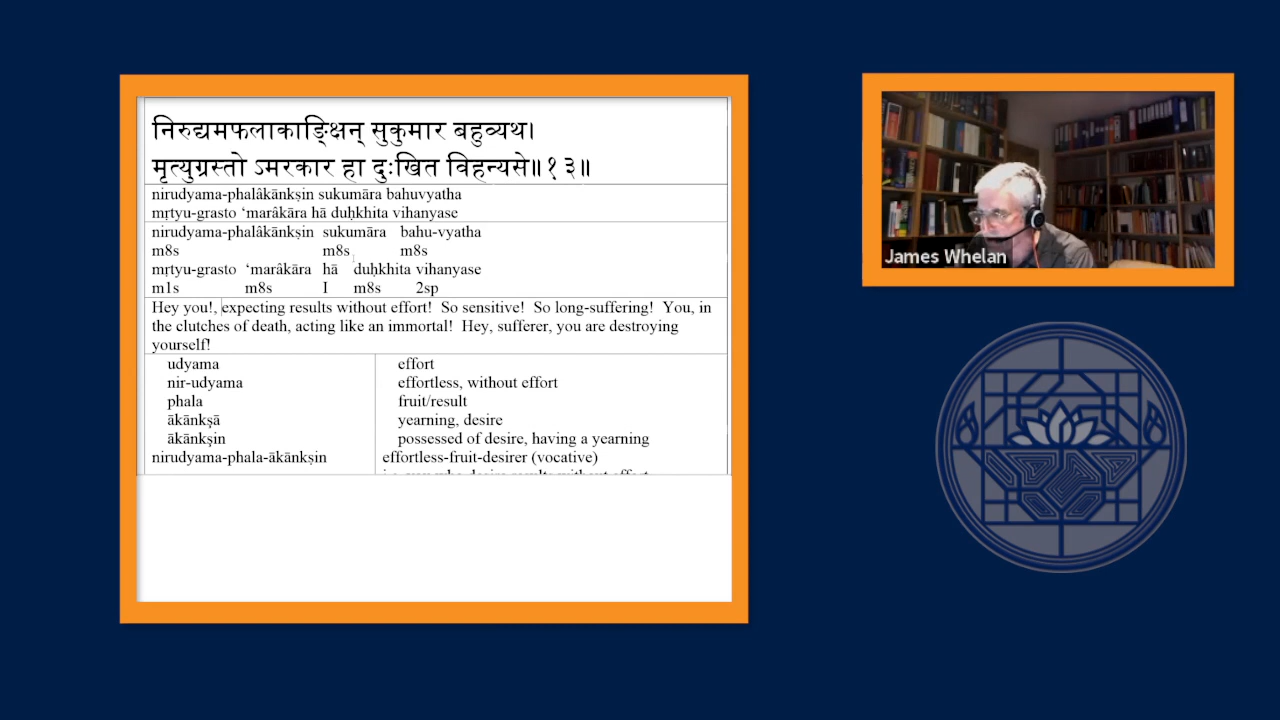 निरुद्यमफलाकाङ्क्षिन् सुकुमार बहुव्यथ।
मृत्युग्रस्तो ऽमरकार हा दुःखित विहन्यसे॥१३॥
nirudyama-phalâkānkṣin sukumāra bahuvyatha
mṛtyu-grasto ‘marâkāra hā duḥkhita vihanyase
nirudyama-phalâkānkṣin sukumāra bahu-vyatha
m8s m8s m8s
mṛtyu-grasto ‘marâkāra hā duḥkhita vihanyase
m1s m8s I m8s 2sp
Hey you!, expecting results without effort! So sensitive! So long-suffering! You, in
the clutches of death, acting like an immortal! Hey, sufferer, you are destroying
yourself!
udyama effort
nir-udyama effortless, without effort
phala fruit/result
ākānkṣā yearning, desire
ākānkṣin possessed of desire, having a yearning
nirudyama-phala-ākānkṣin effortless-fruit-desirer (vocative)
James Whelan